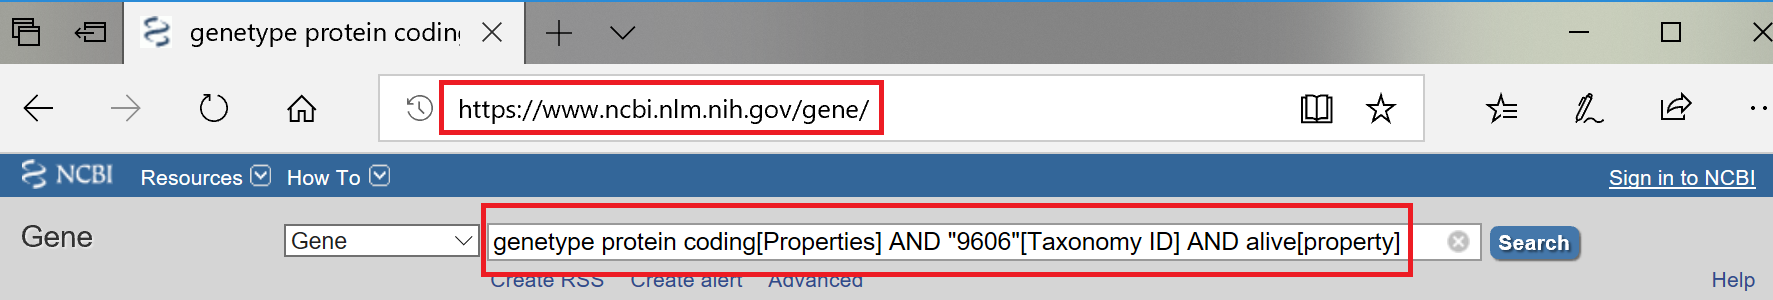 genetype protein coding
https://www.ncbi.nlm.nih.gov/gene/
NCBI Resources How To Sign in to NCBI
Gene Gene genetype protein coding[Properties] AND "9606"[Taxonomy ID] AND alive[property] Search
Create RSS Create alert Advanced Help